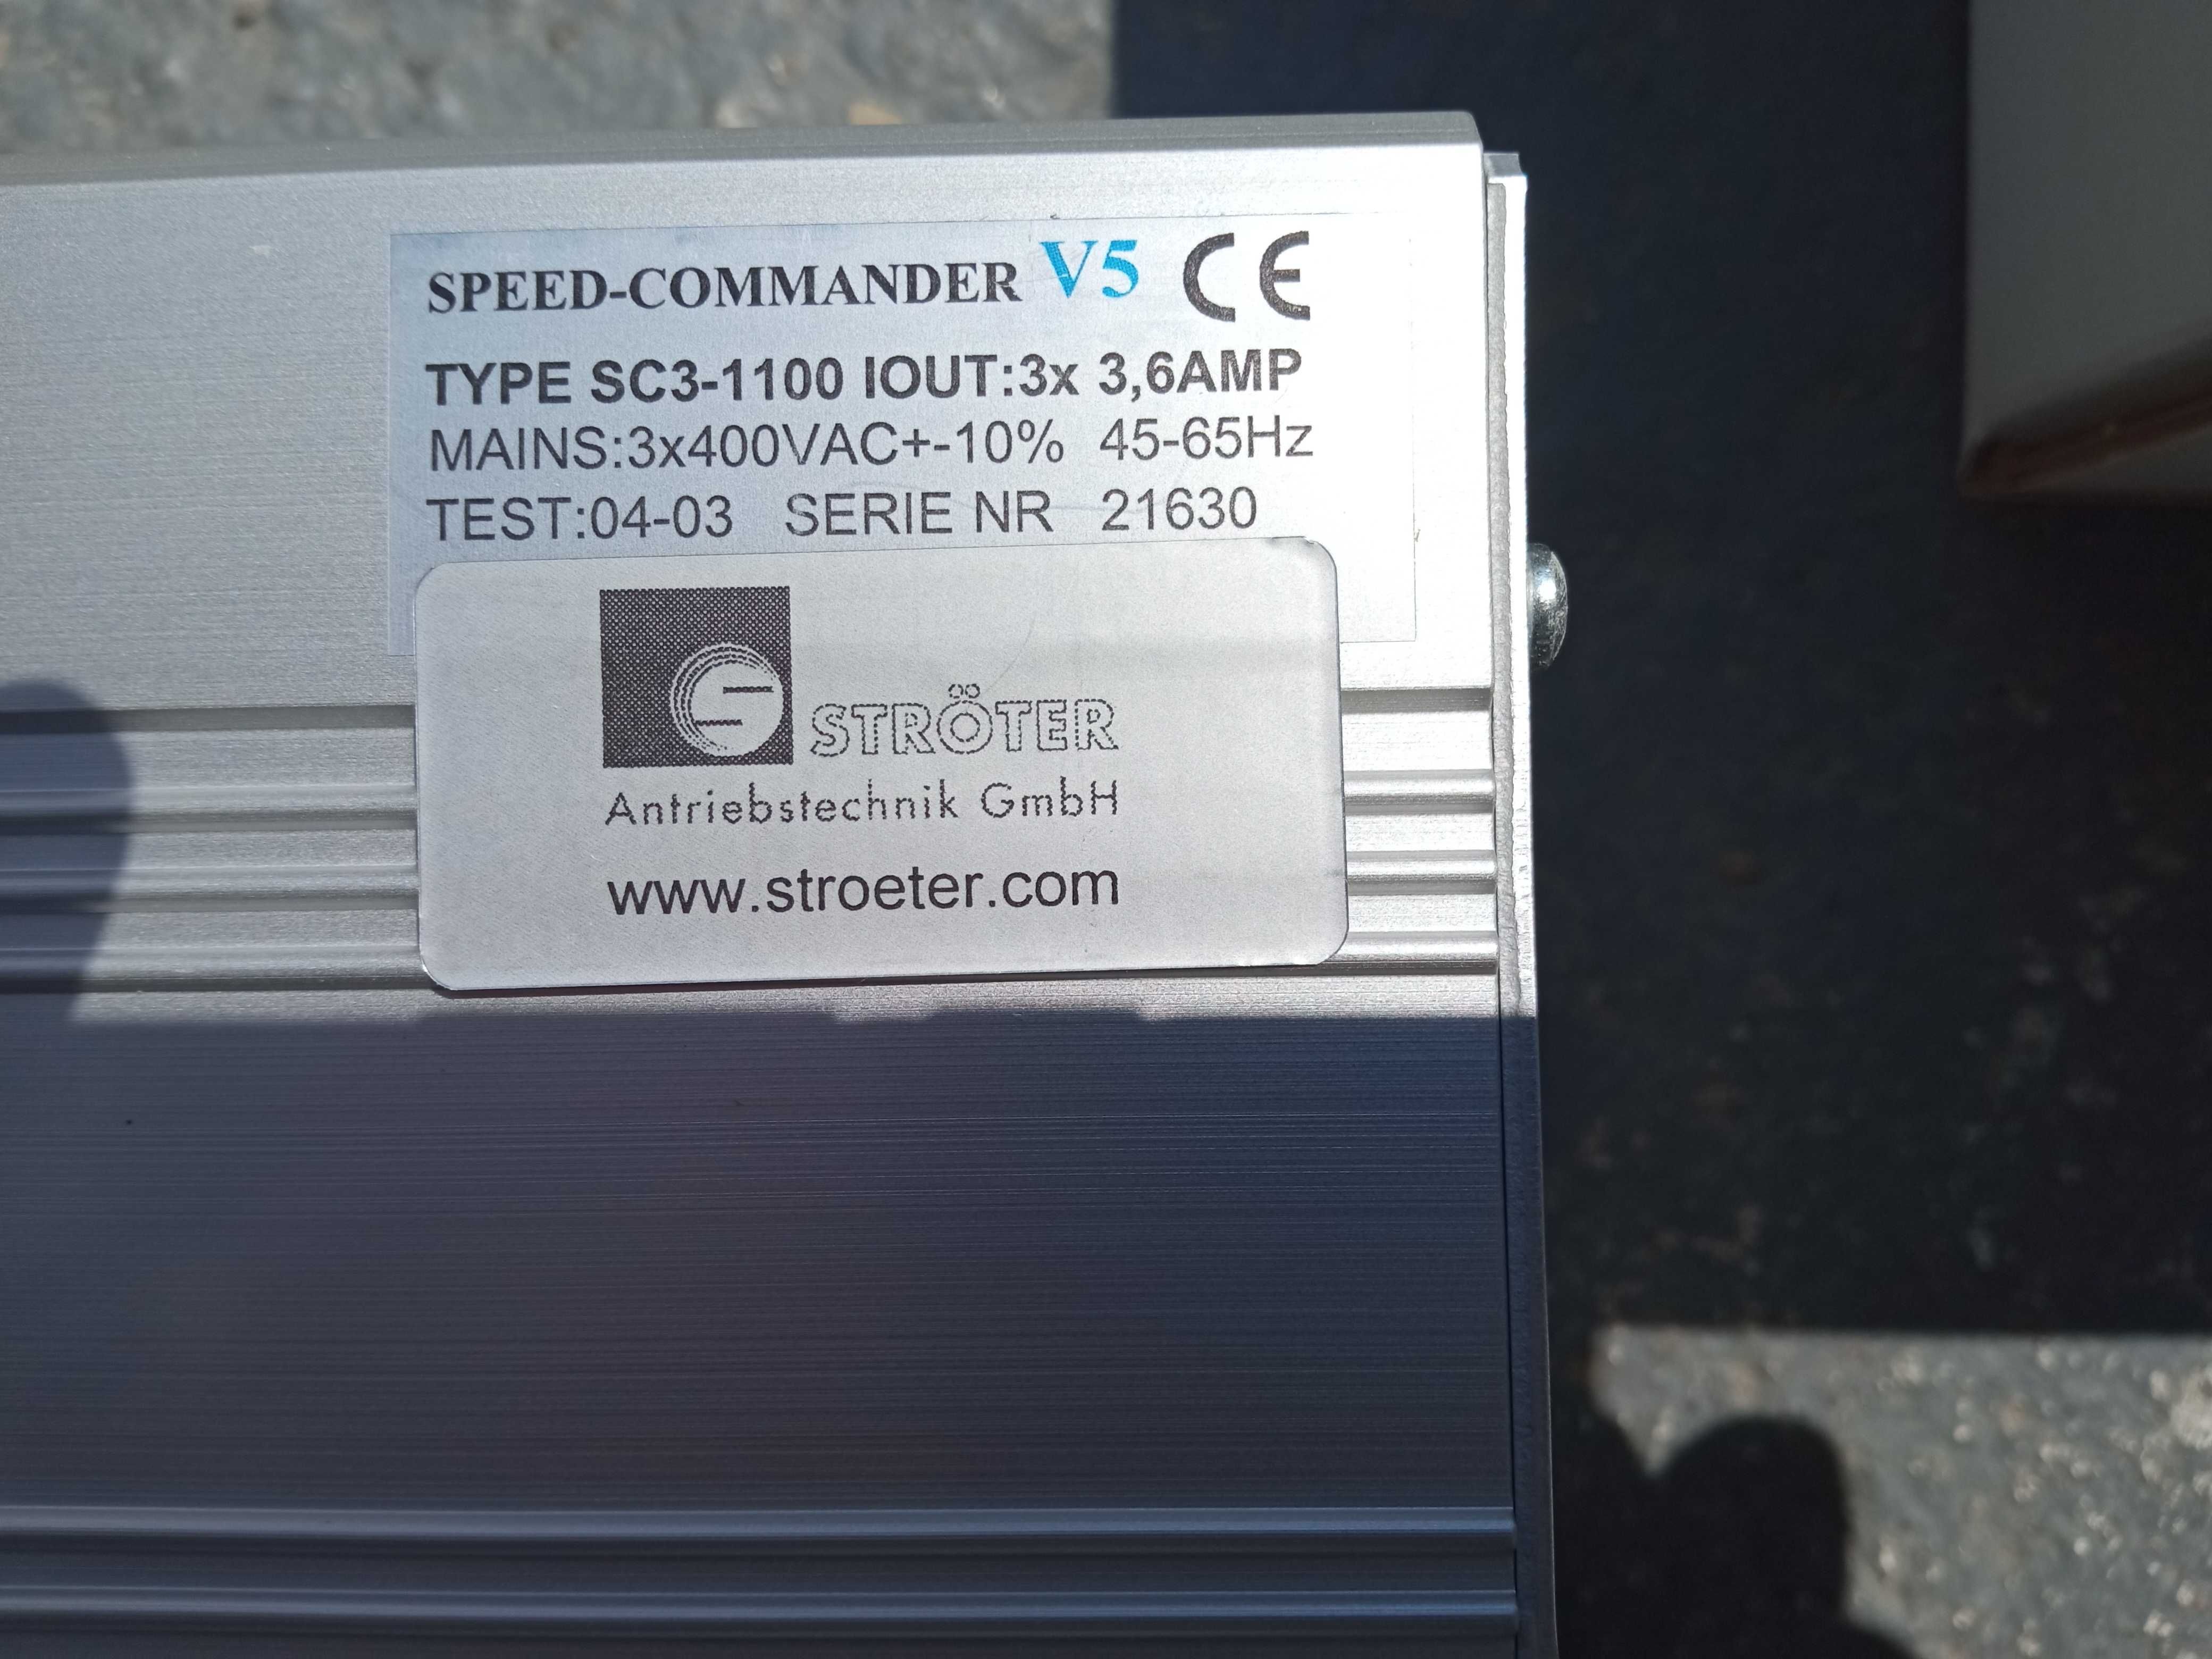 SPEED-COMMANDER V5 CE
TYPE SC3-1100 IOUT:3x 3,6AMP
MAINS:3x400VAC+-10% 45-65Hz
TEST:04-03 SERIE NR 21630
STRÖTER
Antriebstechnik GmbH
www.stroeter.com